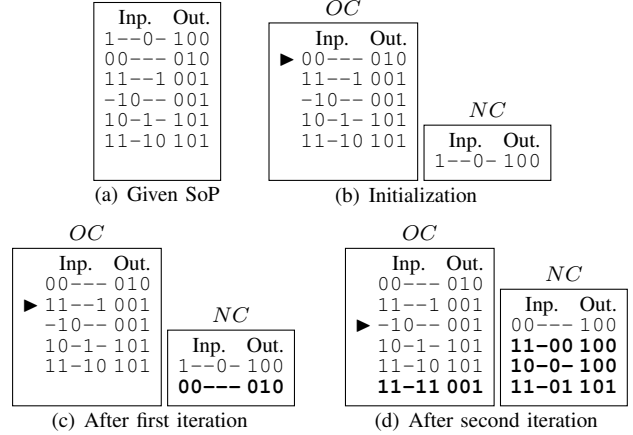 Inp. Out.
1--0- 100
00--- 010
11--1 001
-10-- 001
10-1- 101
11-10 101
(a) Given SoP
OC
Inp. Out.
► 00--- 010
11--1 001
-10-- 001
10-1- 101
11-10 101
NC
Inp. Out.
1--0- 100
(b) Initialization
OC
Inp. Out.
00--- 010
► 11--1 001
-10-- 001
10-1- 101
11-10 101
NC
Inp. Out.
1--0- 100
00--- 010
(c) After first iteration
OC
Inp. Out.
00--- 010
11--1 001
► -10-- 001
10-1- 101
11-10 101
11-11 001
NC
Inp. Out.
00--- 100
11-00 100
10-0- 100
11-01 101
(d) After second iteration